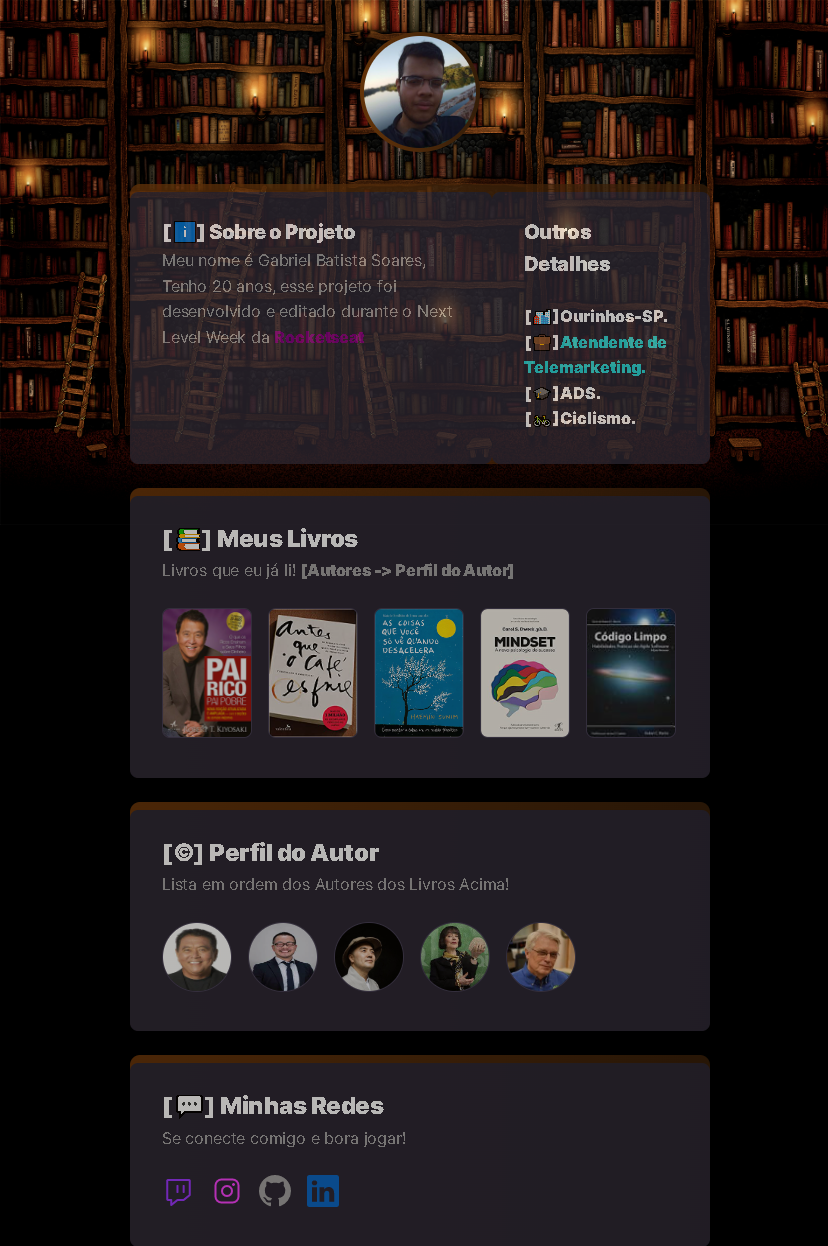 [ℹ️] Sobre o Projeto
Meu nome é Gabriel Batista Soares,
Tenho 20 anos, esse projeto foi
desenvolvido e editado durante o Next
Level Week da Rocketseat
Outros
Detalhes
[🏙️]Ourinhos-SP.
[💼]Atendente de
Telemarketing.
[🎓]ADS.
[🚴]Ciclismo.
[📚] Meus Livros
Livros que eu já li! [Autores -> Perfil do Autor]
PAI
RICO
PAI POBRE
T. KIYOSAKI
antes
que
o café
esfrie
AS COISAS
QUE VOCÊ
SÓ VÊ QUANDO
DESACELERA
HAEMIN SUNIM
Carol S. Dweck, ph.D.
MINDSET
A nova psicologia do sucesso
Código Limpo
Habilidades Práticas do Agile Software
[©] Perfil do Autor
Lista em ordem dos Autores dos Livros Acima!
[💬] Minhas Redes
Se conecte comigo e bora jogar!
in